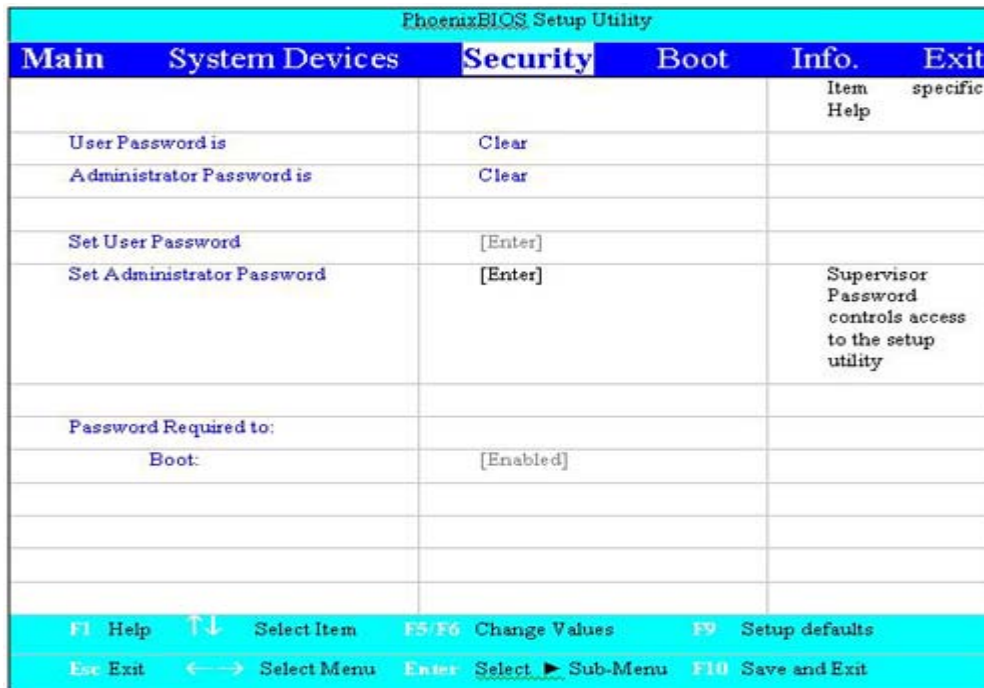 PhoenixBIOS Setup Utility
Main System Devices Security Boot Info. Exit
Item specific
Help
User Password is Clear
Administrator Password is Clear
Set User Password [Enter]
Set Administrator Password [Enter] Supervisor
Password
controls access
to the setup
utility
Password Required to:
Boot: [Enabled]
F1 Help ↑↓ Select Item F5/F6 Change Values F9 Setup defaults
Esc Exit ←→ Select Menu Enter Select ► Sub-Menu F10 Save and Exit